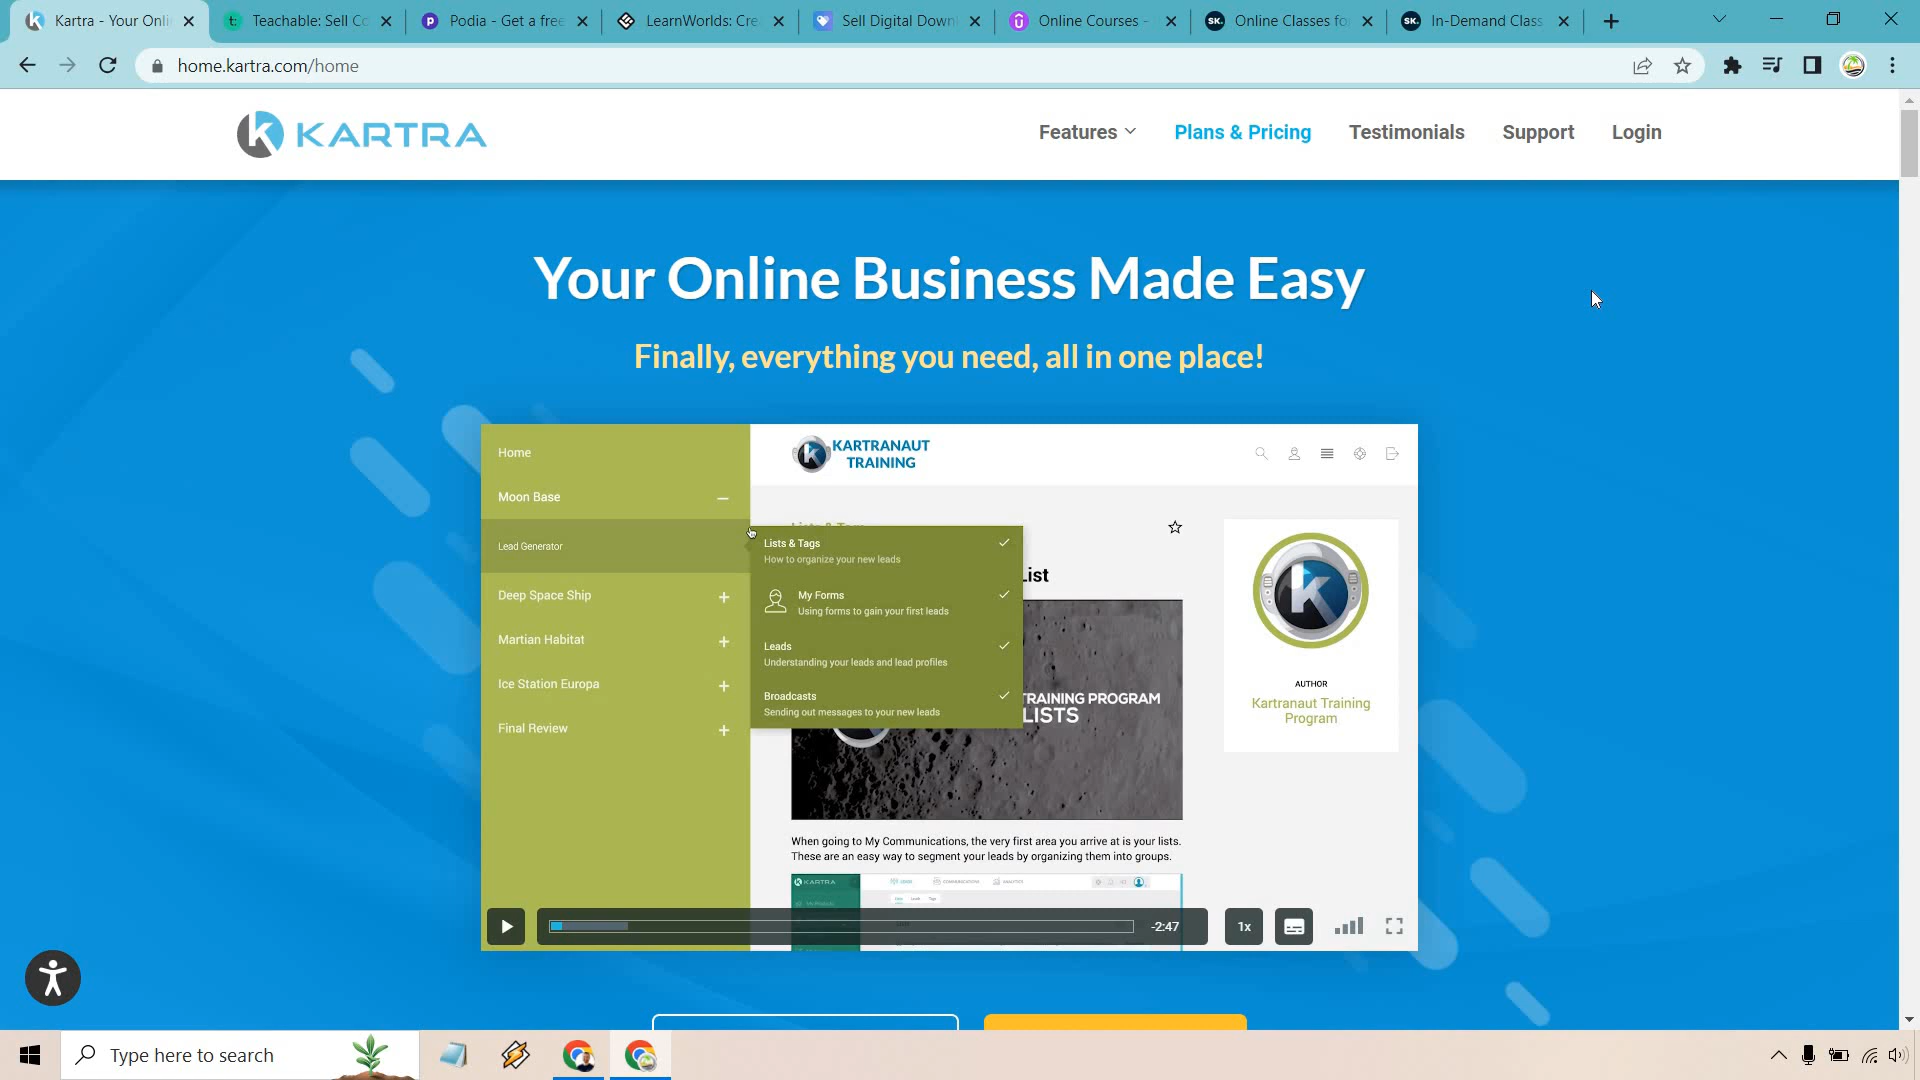 Kartra - Your Onli
Teachable: Sell Co
Podia - Get a free
LearnWorlds: Cre
Sell Digital Down
Online Courses -
Online Classes fo
In-Demand Class
home.kartra.com/home
KARTRA
Features
Plans & Pricing
Testimonials
Support
Login
Your Online Business Made Easy
Finally, everything you need, all in one place!
Home
Moon Base
Lead Generator
Deep Space Ship
Martian Habitat
Ice Station Europa
Final Review
KARTRANAUT
TRAINING
Lists & Tags
How to organize your new leads
My Forms
Using forms to gain your first leads
Leads
Understanding your leads and lead profiles
Broadcasts
Sending out messages to your new leads
List
TRAINING PROGRAM
LISTS
AUTHOR
Kartranaut Training
Program
When going to My Communications, the very first area you arrive at is your lists.
These are an easy way to segment your leads by organizing them into groups.
KARTRA
COMMUNICATIONS
ANALYTICS
-2:47
1x
Type here to search